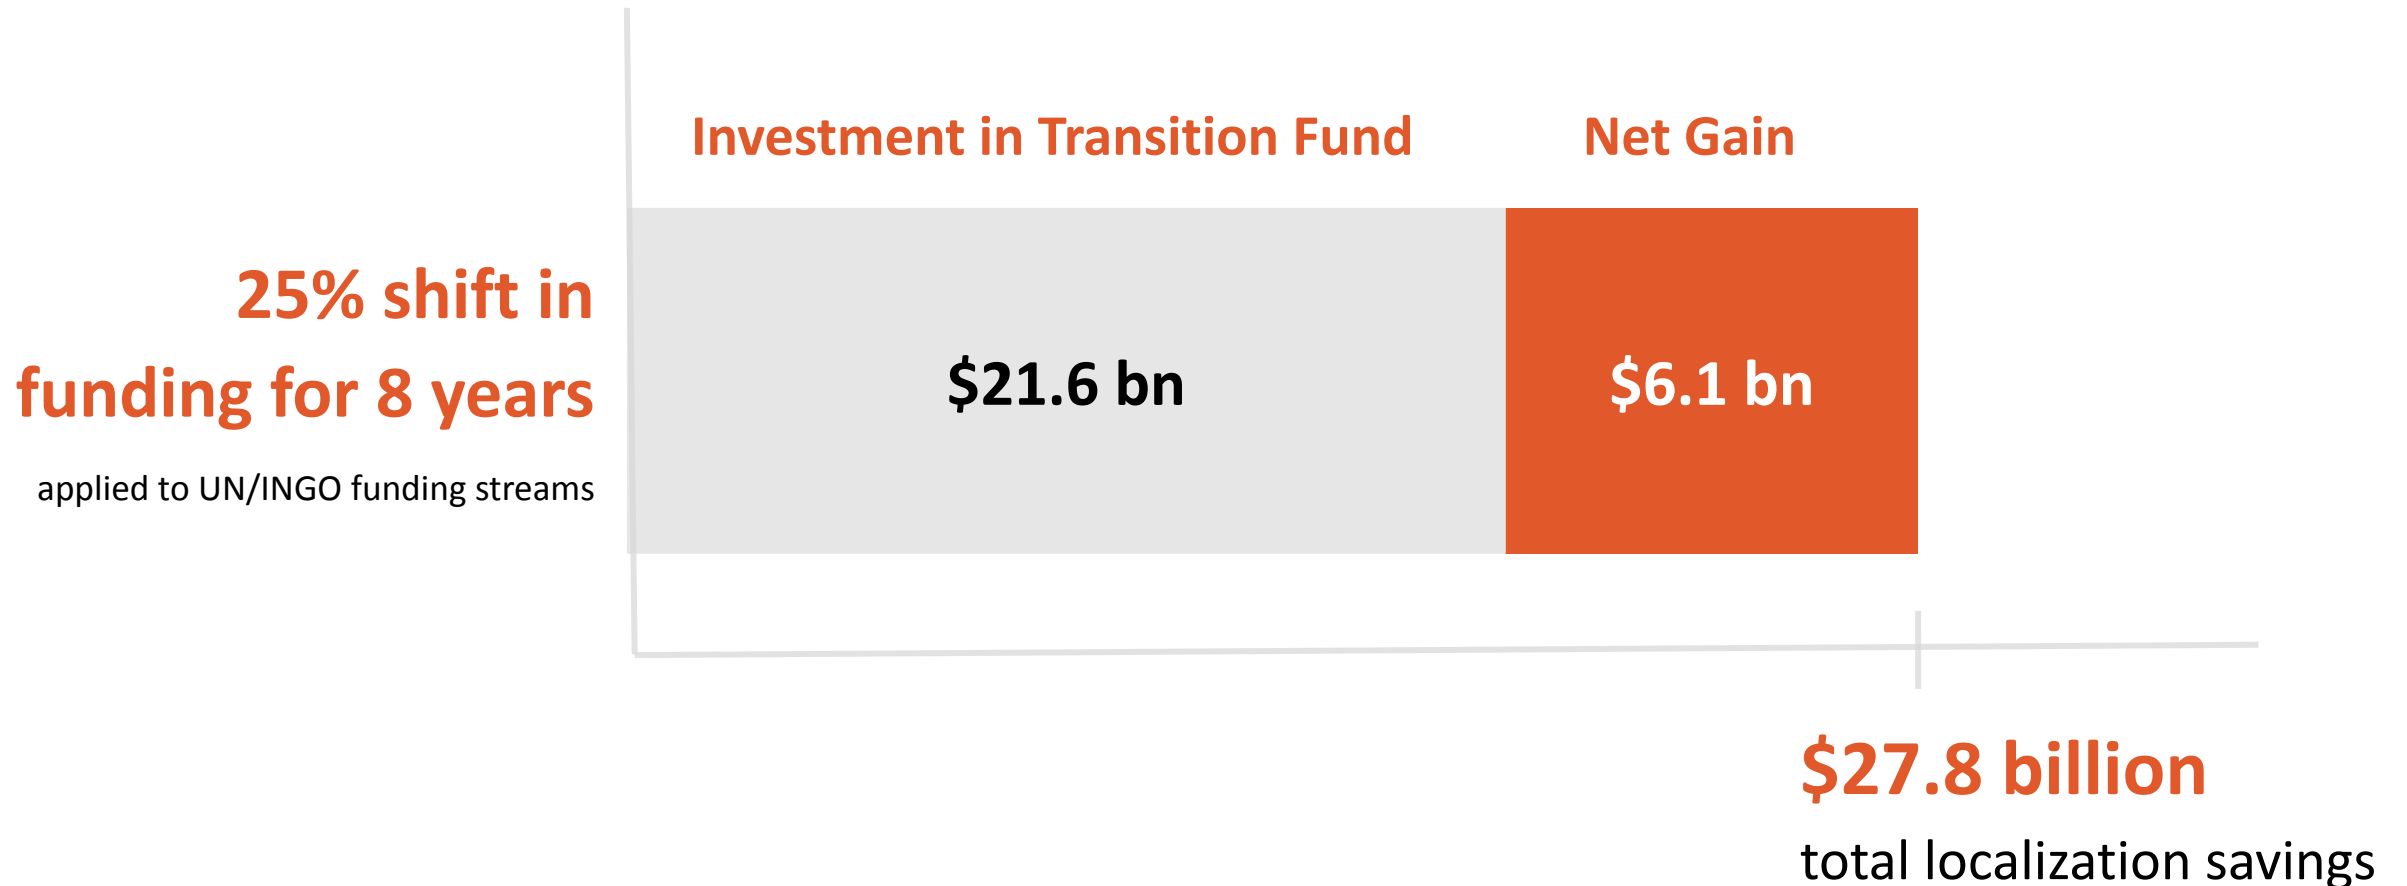 Investment in Transition Fund
Net Gain
25% shift in
funding for 8 years
applied to UN/INGO funding streams
$21.6 bn
$6.1 bn
$27.8 billion
total localization savings